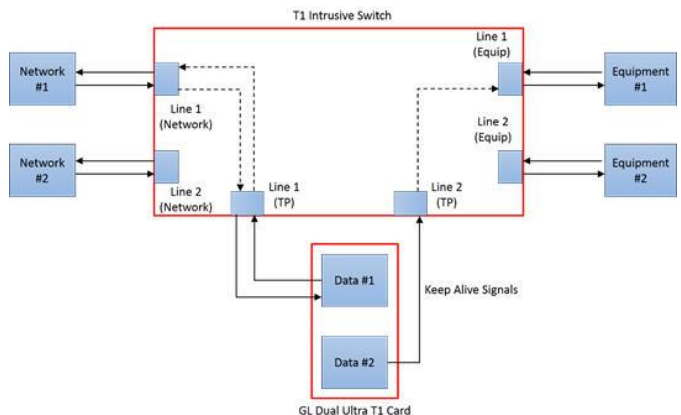 T1 Intrusive Switch
Network
#1
Line 1
(Network)
Line 1
(Equip)
Equipment
#1
Network
#2
Line 2
(Network)
Line 2
(Equip)
Equipment
#2
Line 1
(TP)
Line 2
(TP)
Data #1
Keep Alive Signals
Data #2
GL Dual Ultra T1 Card